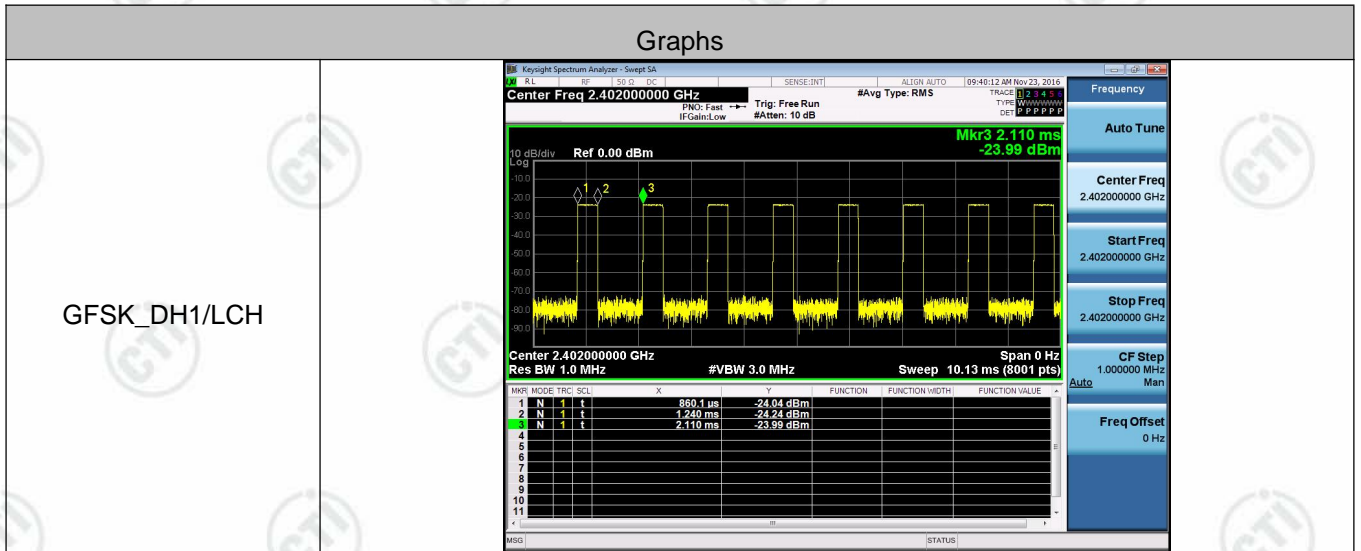 Graphs
GFSK_DH1/LCH
Keysight Spectrum Analyzer - Swept SA
RL RF 50 Ω DC SENSE:INT ALIGN AUTO 09:40:12 AM Nov 23, 2016
Center Freq 2.402000000 GHz #Avg Type: RMS TRACE 1 2 3 4 5 6
PNO: Fast Trig: Free Run TYPE WWWWWW
IFGain:Low #Atten: 10 dB DET P P P P P P
Mkr3 2.110 ms
10 dB/div Ref 0.00 dBm -23.99 dBm
Log
-10.0
1 2 3
-20.0
-30.0
-40.0
-50.0
-60.0
-70.0
-80.0
-90.0
Center 2.402000000 GHz Span 0 Hz
Res BW 1.0 MHz #VBW 3.0 MHz Sweep 10.13 ms (8001 pts)
MKR MODE TRC SCL X Y FUNCTION FUNCTION WIDTH FUNCTION VALUE
1 N 1 t 860.1 µs -24.04 dBm
2 N 1 t 1.240 ms -24.24 dBm
3 N 1 t 2.110 ms -23.99 dBm
4
5
6
7
8
9
10
11
MSG STATUS
Frequency
Auto Tune
Center Freq
2.402000000 GHz
Start Freq
2.402000000 GHz
Stop Freq
2.402000000 GHz
CF Step
1.000000 MHz
Auto Man
Freq Offset
0 Hz
CTI
CTI
CTI
CTI
CTI
CTI
CTI